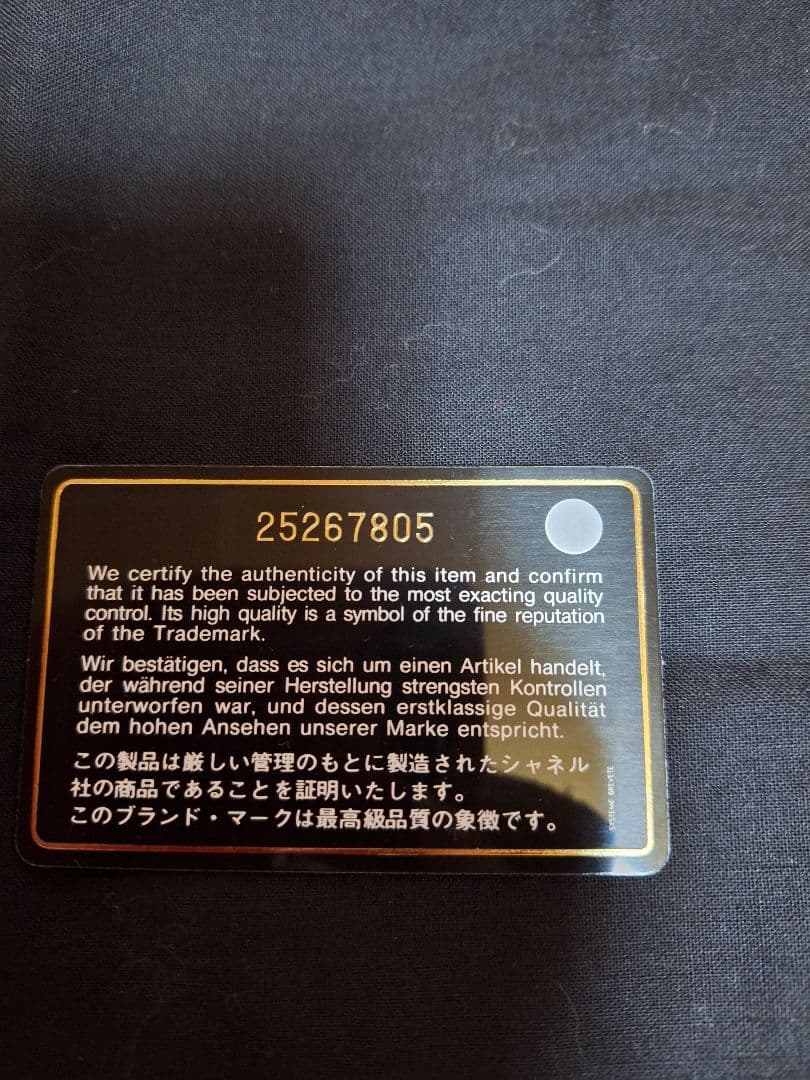 25267805
We certify the authenticity of this item and confirm
that it has been subjected to the most exacting quality
control. Its high quality is a symbol of the fine reputation
of the Trademark.
Wir bestätigen, dass es sich um einen Artikel handelt,
der während seiner Herstellung strengsten Kontrollen
unterworfen war, und dessen erstklassige Qualität
dem hohen Ansehen unserer Marke entspricht.
この製品は厳しい管理のもとに製造されたシャネル
社の商品であることを証明いたします。
このブランド・マークは最高級品質の象徴です。
SYSTEME BREVETE